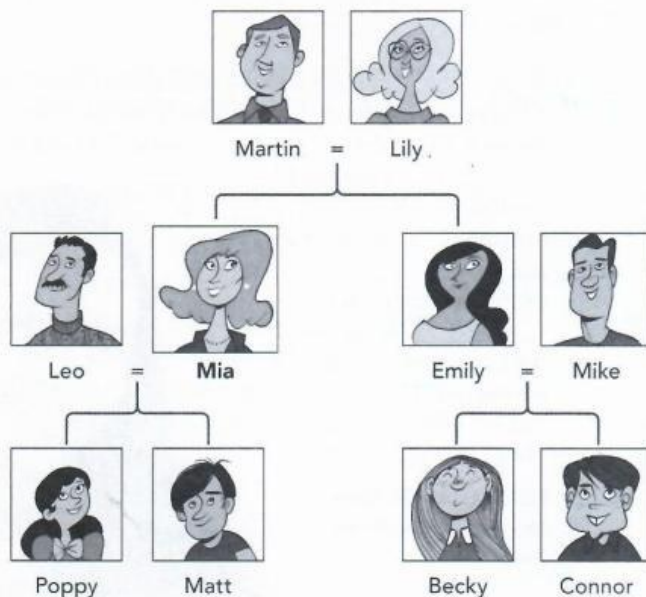 Martin = Lily
Leo = Mia Emily = Mike
Poppy Matt Becky Connor